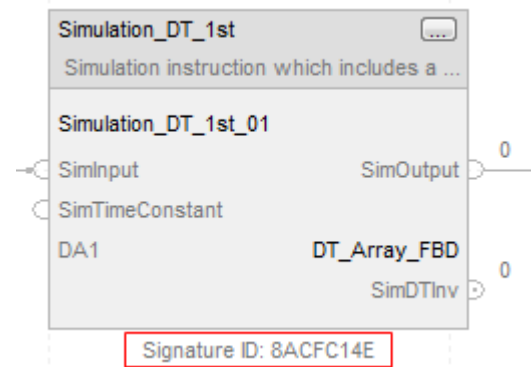 Simulation_DT_1st ...
Simulation instruction which includes a ...
Simulation_DT_1st_01
0
SimInput SimOutput
SimTimeConstant
DA1 DT_Array_FBD
0
SimDTInv
Signature ID: 8ACFC14E